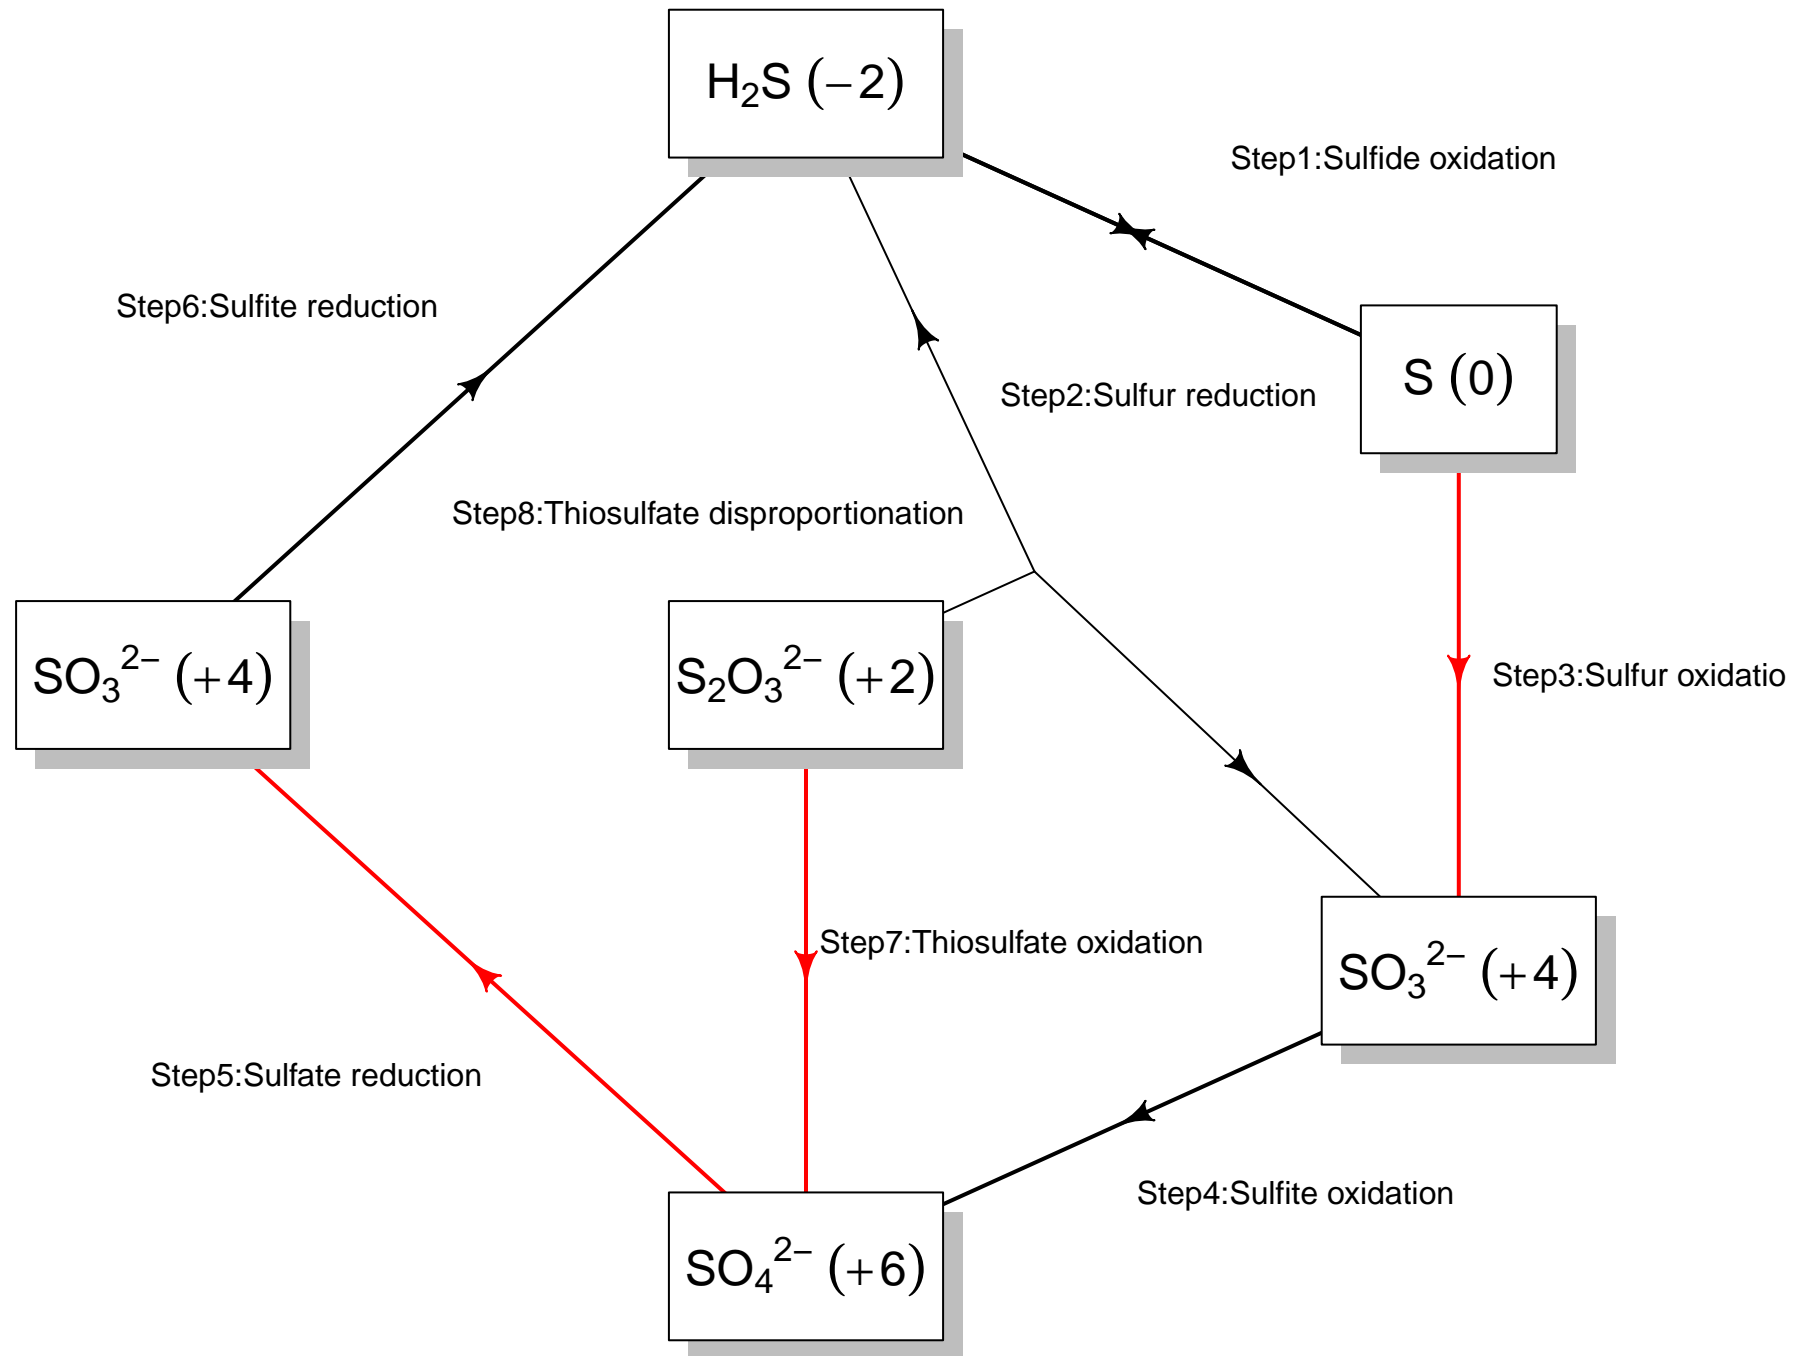 H₂S (−2)
Step1:Sulfide oxidation
Step6:Sulfite reduction
S (0)
Step2:Sulfur reduction
Step8:Thiosulfate disproportionation
SO₃²⁻ (+4)
S₂O₃²⁻ (+2)
Step3:Sulfur oxidatio
Step7:Thiosulfate oxidation
SO₃²⁻ (+4)
Step5:Sulfate reduction
Step4:Sulfite oxidation
SO₄²⁻ (+6)